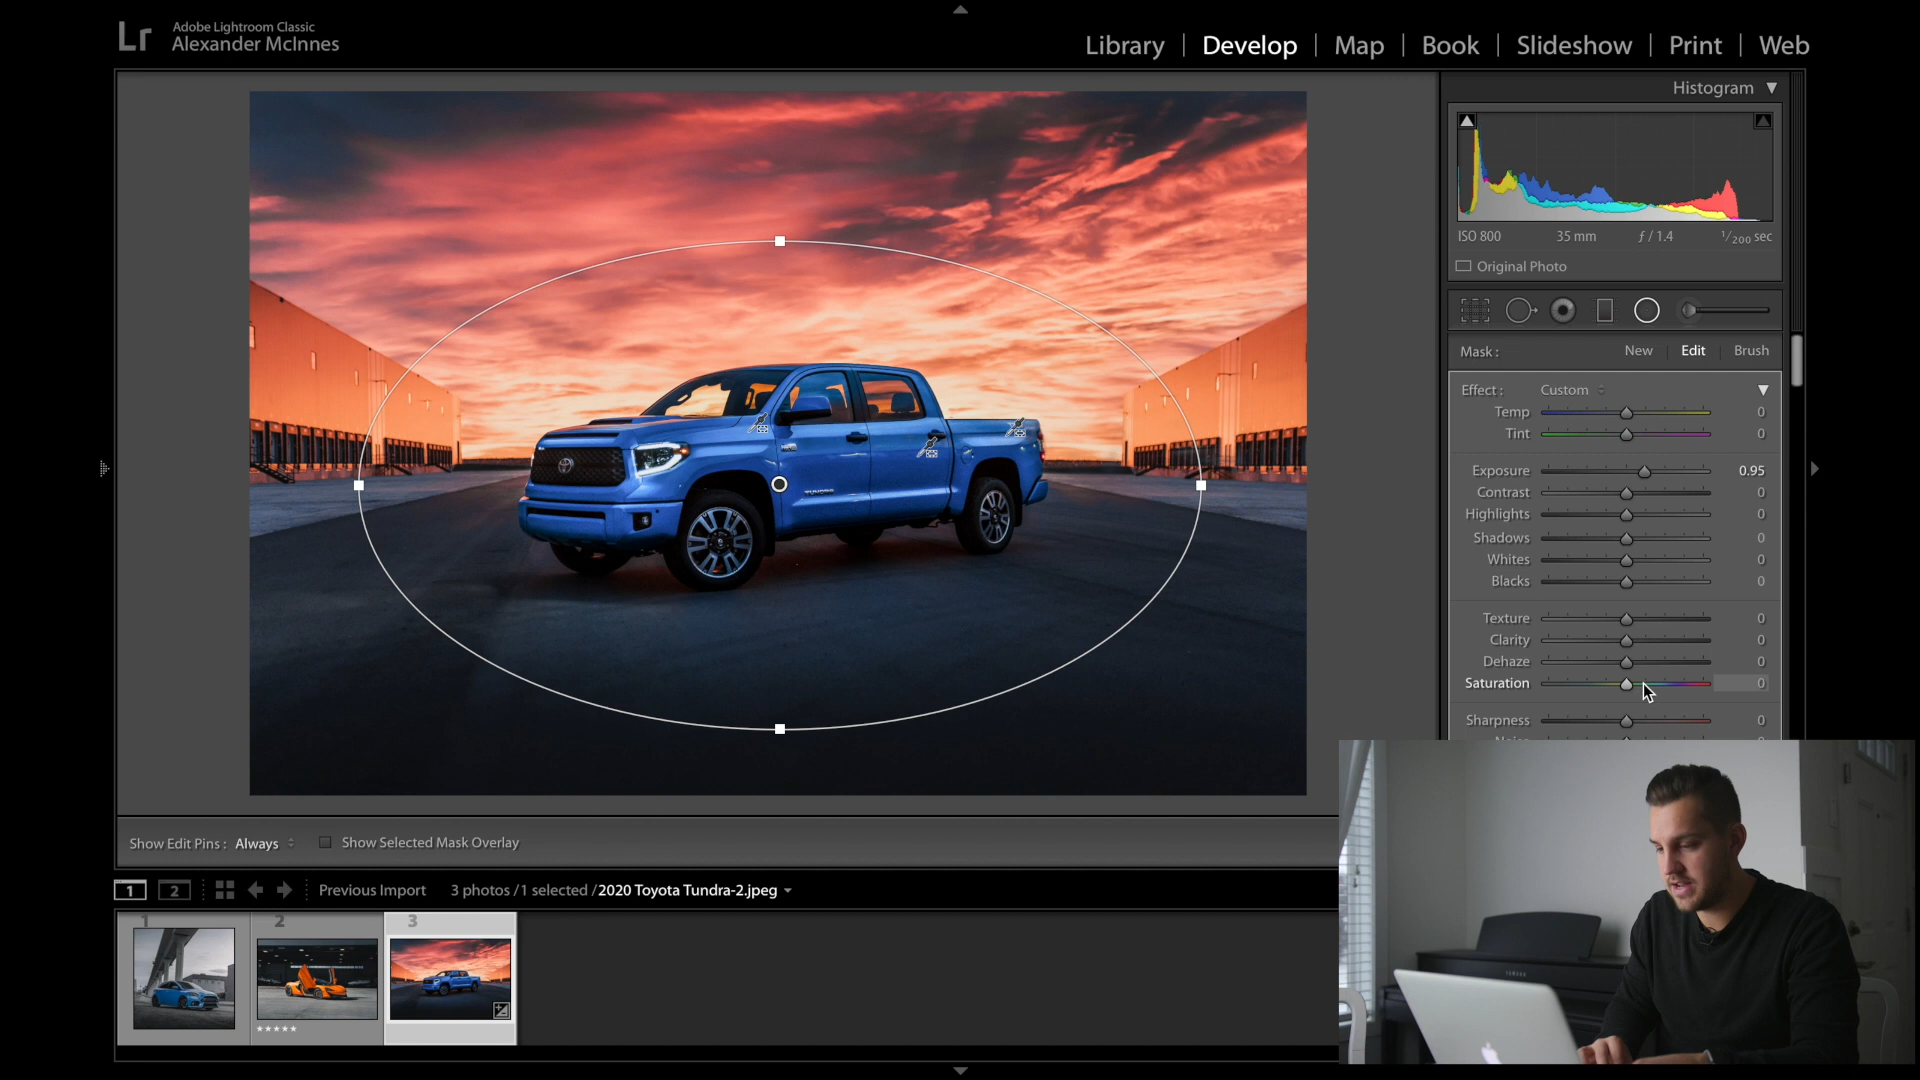 Lr
Adobe Lightroom Classic
Alexander McInnes
Library | Develop | Map | Book | Slideshow | Print | Web
Histogram
ISO 800 35 mm ƒ / 1.4 1/200 sec
Original Photo
Mask : New Edit Brush
Effect : Custom
Temp 0
Tint 0
Exposure 0.95
Contrast 0
Highlights 0
Shadows 0
Whites 0
Blacks 0
Texture 0
Clarity 0
Dehaze 0
Saturation 0
Sharpness 0
TUNDRA
Show Edit Pins : Always Show Selected Mask Overlay
1 2 Previous Import 3 photos / 1 selected / 2020 Toyota Tundra-2.jpeg
1 2 3
YAMAHA